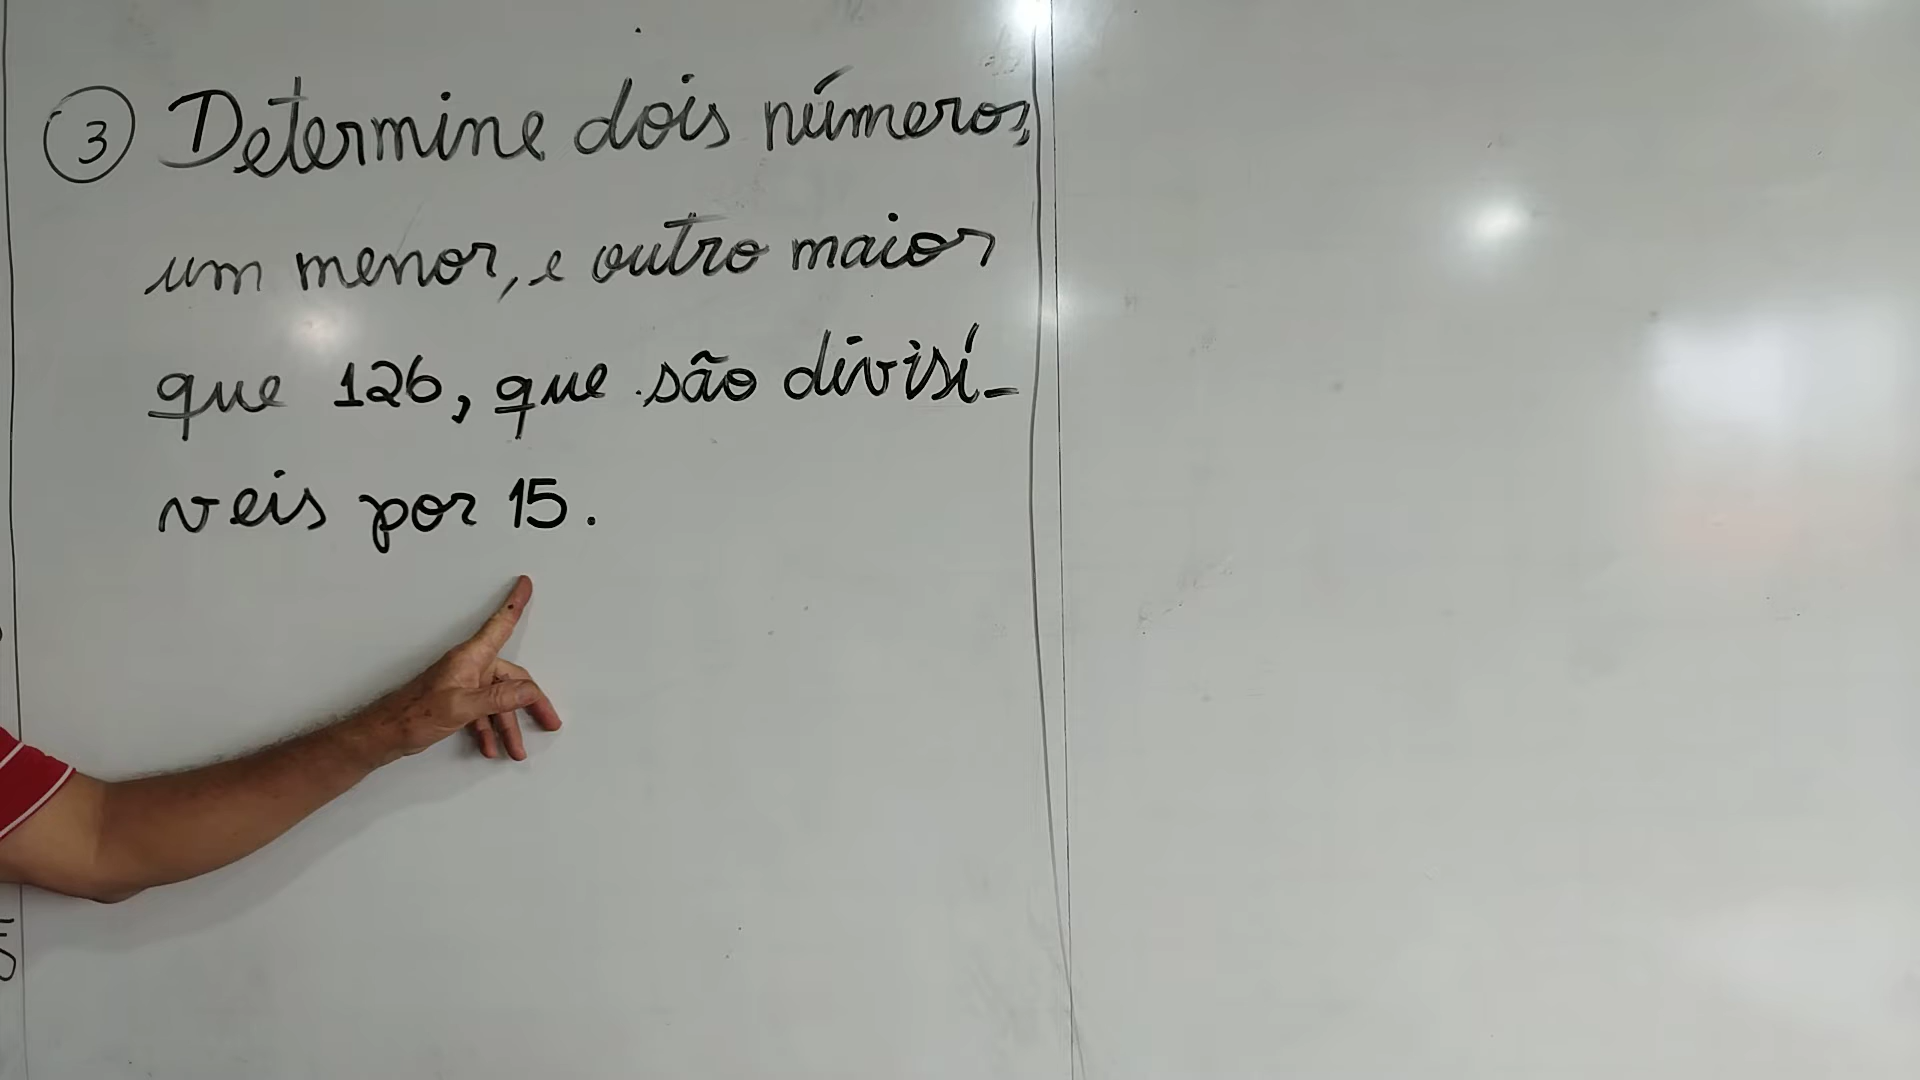 3 Determine dois números,
um menor, e outro maior
que 126, que são divisí-
veis por 15.